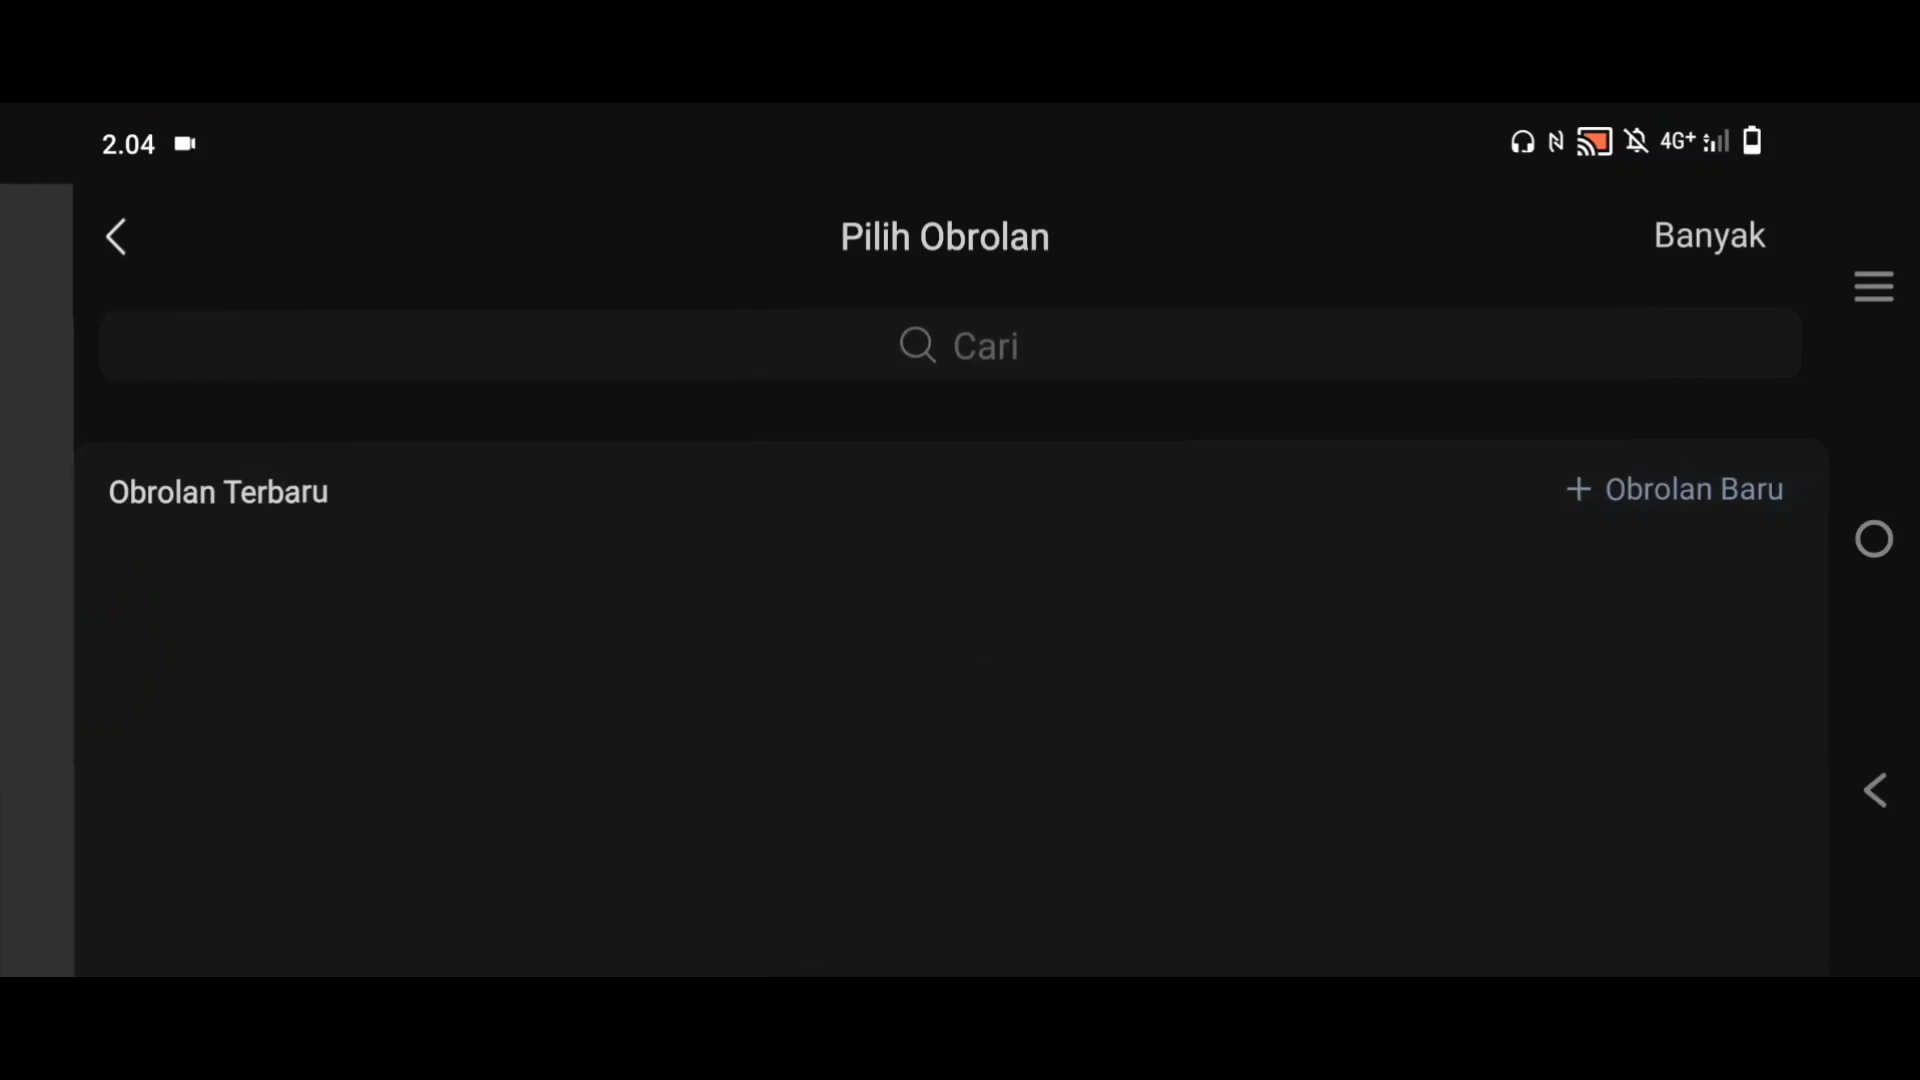 2.04
4G+
Pilih Obrolan
Banyak
Cari
Obrolan Terbaru
+ Obrolan Baru